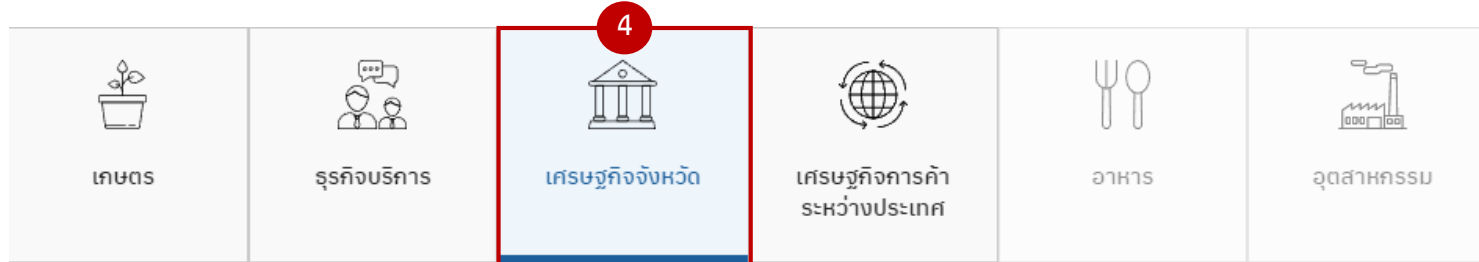 4
เกษตร
ธุรกิจบริการ
เศรษฐกิจจังหวัด
เศรษฐกิจการค้า
ระหว่างประเทศ
อาหาร
อุตสาหกรรม